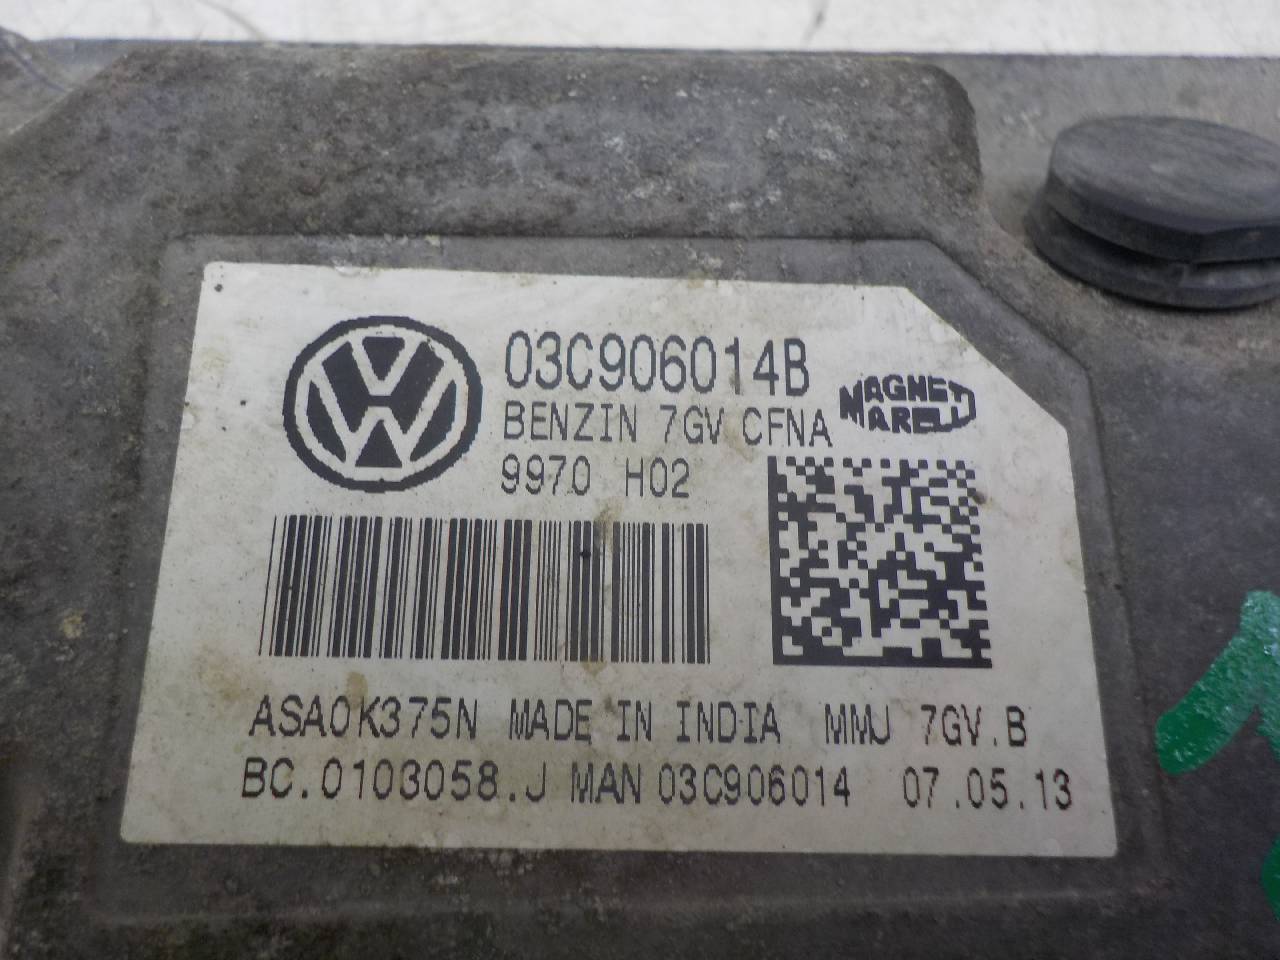 03C906014B
BENZIN 7GV CFNA
MAGNETI
MARELLI
9970 H02
ASA0K375N MADE IN INDIA MMJ 7GV.B
BC.0103058.J MAN 03C906014 07.05.13